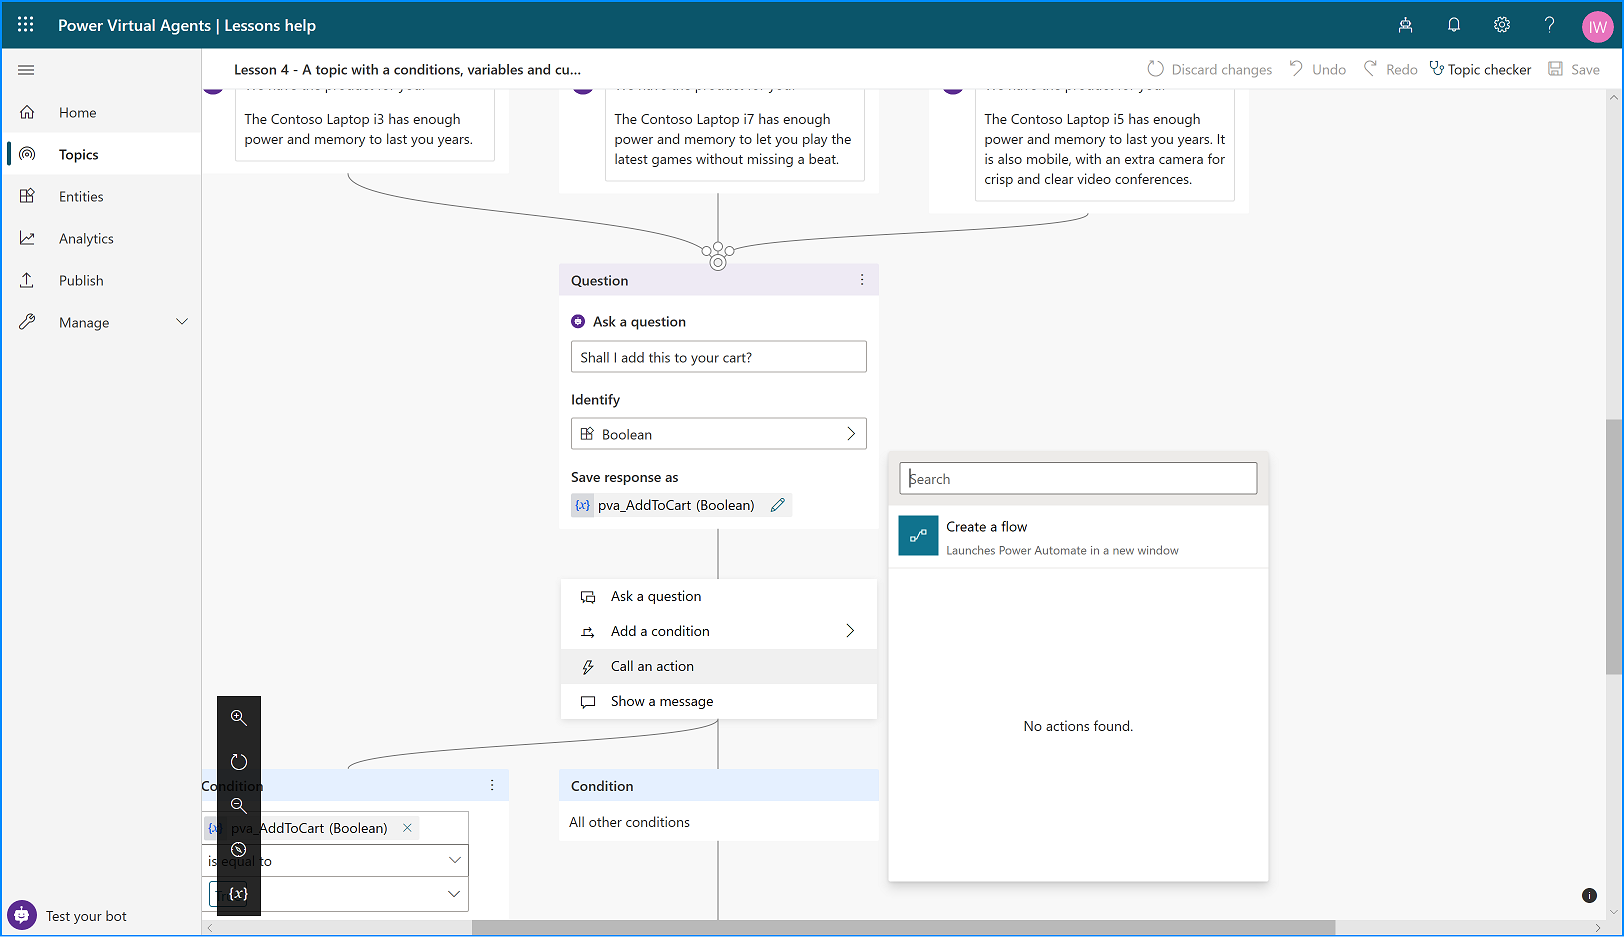 Power Virtual Agents | Lessons help
IW
Lesson 4 - A topic with a conditions, variables and cu...
Discard changes
Undo
Redo
Topic checker
Save
Home
Topics
Entities
Analytics
Publish
Manage
Test your bot
The Contoso Laptop i3 has enough
power and memory to last you years.
The Contoso Laptop i7 has enough
power and memory to let you play the
latest games without missing a beat.
The Contoso Laptop i5 has enough
power and memory to last you years. It
is also mobile, with an extra camera for
crisp and clear video conferences.
Question
Ask a question
Shall I add this to your cart?
Identify
Boolean
Save response as
{x} pva_AddToCart (Boolean)
Ask a question
Add a condition
Call an action
Show a message
Search
Create a flow
Launches Power Automate in a new window
No actions found.
Condition
{x} pva_AddToCart (Boolean)
is equal to
{x}
Condition
All other conditions